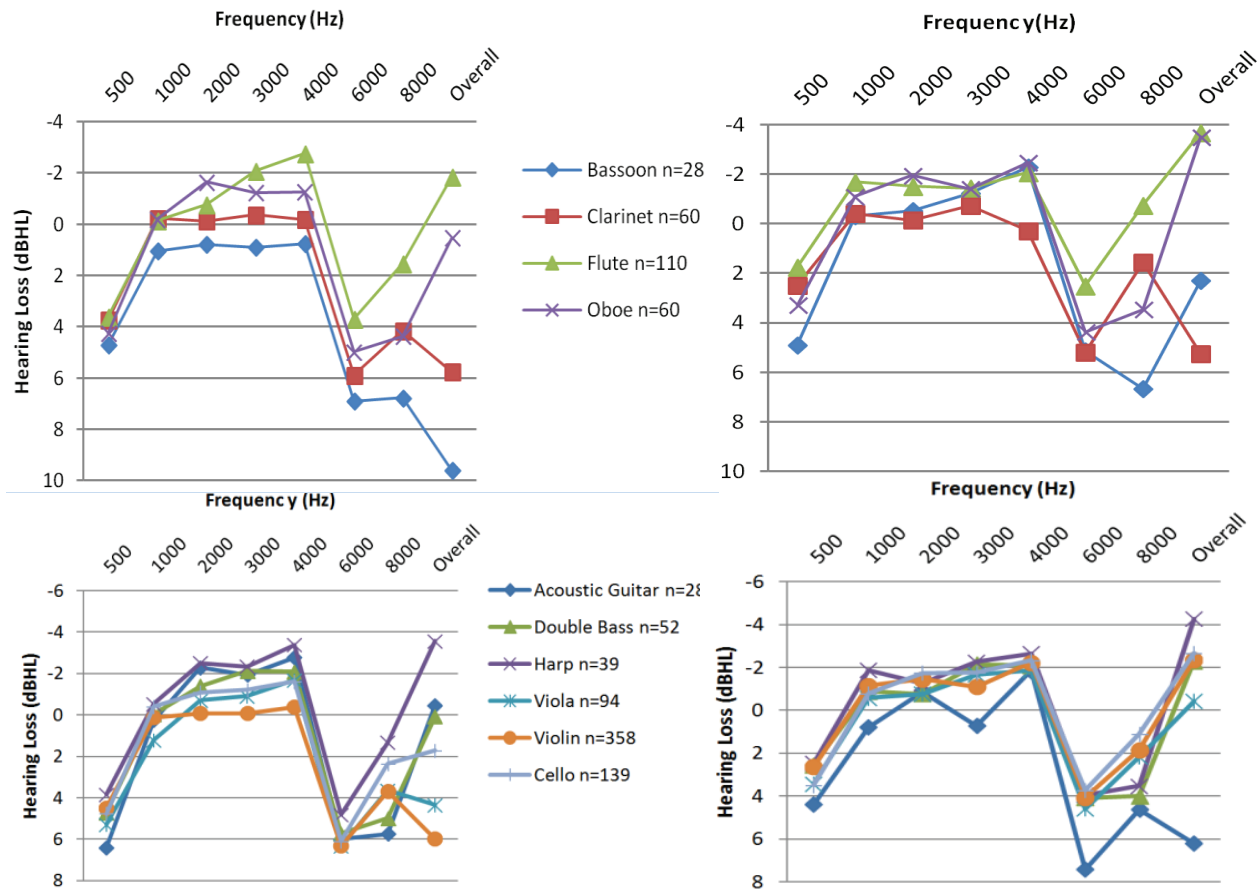 Frequency (Hz)
500 1000 2000 3000 4000 6000 8000 Overall
Hearing Loss (dBHL)
-4
-2
0
2
4
6
8
10
Bassoon n=28
Clarinet n=60
Flute n=110
Oboe n=60
Frequency(Hz)
500 1000 2000 3000 4000 6000 8000 Overall
-4
-2
0
2
4
6
8
10
Frequency (Hz)
500 1000 2000 3000 4000 6000 8000 Overall
Hearing Loss (dBHL)
-6
-4
-2
0
2
4
6
8
Acoustic Guitar n=28
Double Bass n=52
Harp n=39
Viola n=94
Violin n=358
Cello n=139
Frequency (Hz)
500 1000 2000 3000 4000 6000 8000 Overall
Hearing Loss (dBHL)
-6
-4
-2
0
2
4
6
8